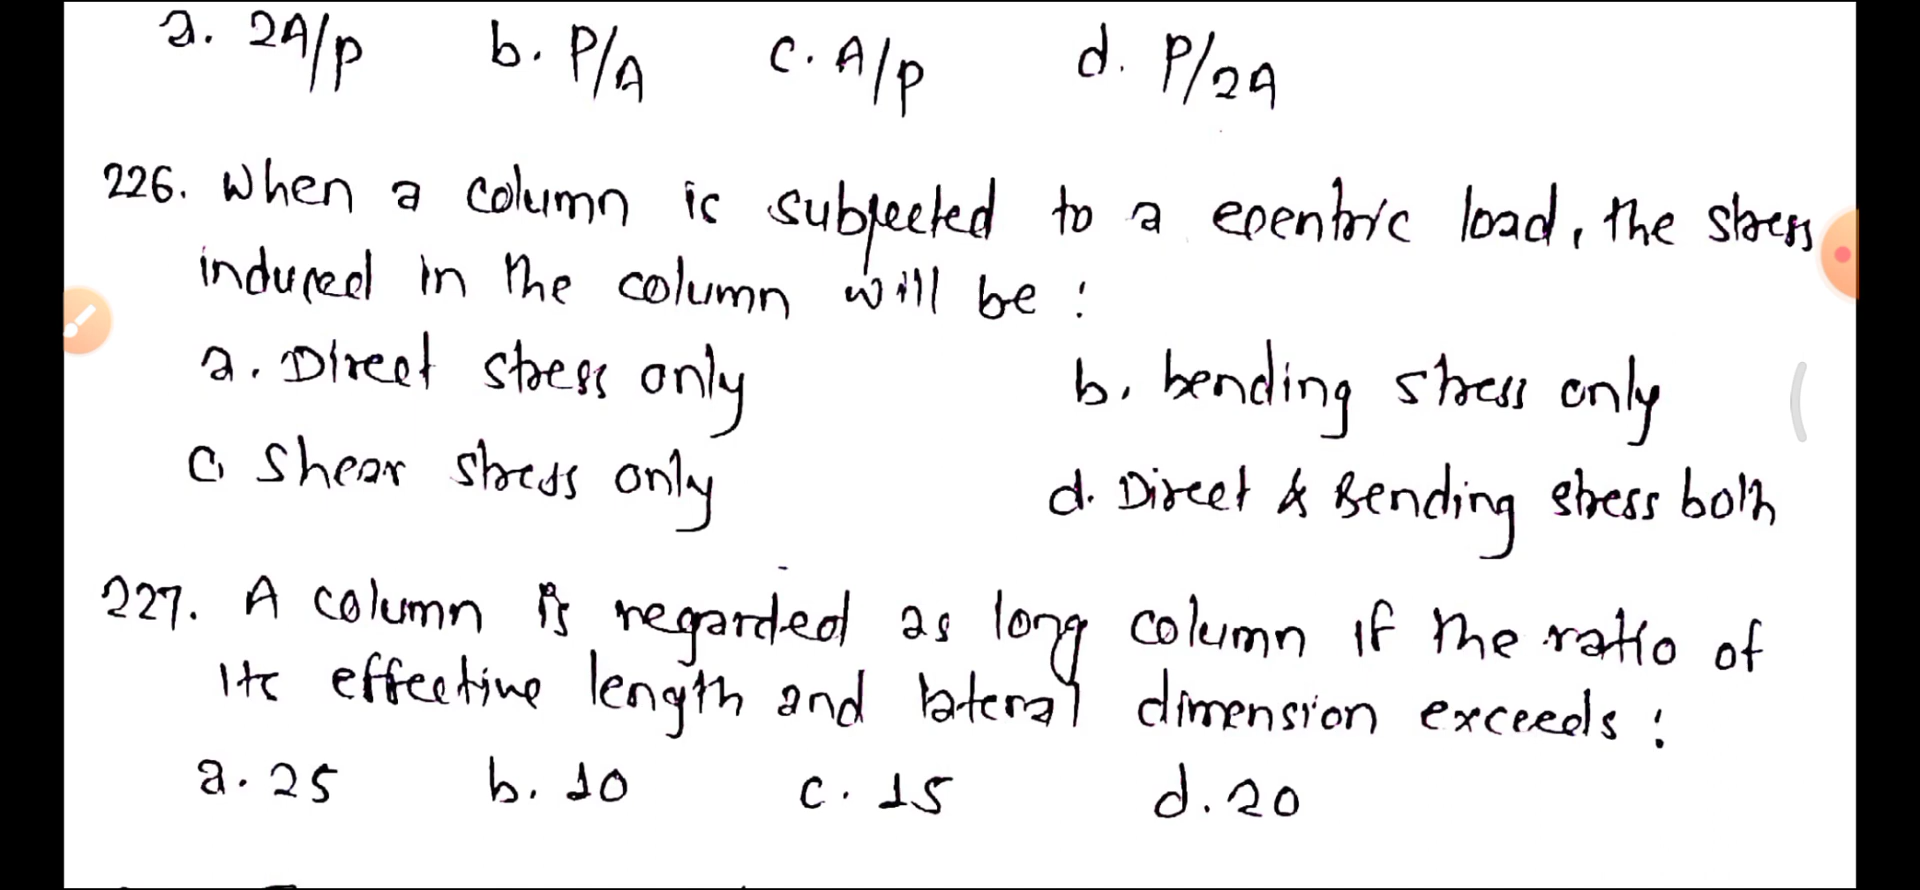 a. 2A/P b. P/A c. A/P d. P/2A
226. When a column is subjected to a eccentric load, the stress
induced in the column will be :
a. Direct stress only b. bending stress only
c. Shear stress only d. Direct & Bending stress both
227. A column is regarded as long column if the ratio of
its effective length and lateral dimension exceeds :
a. 25 b. 10 c. 15 d. 20